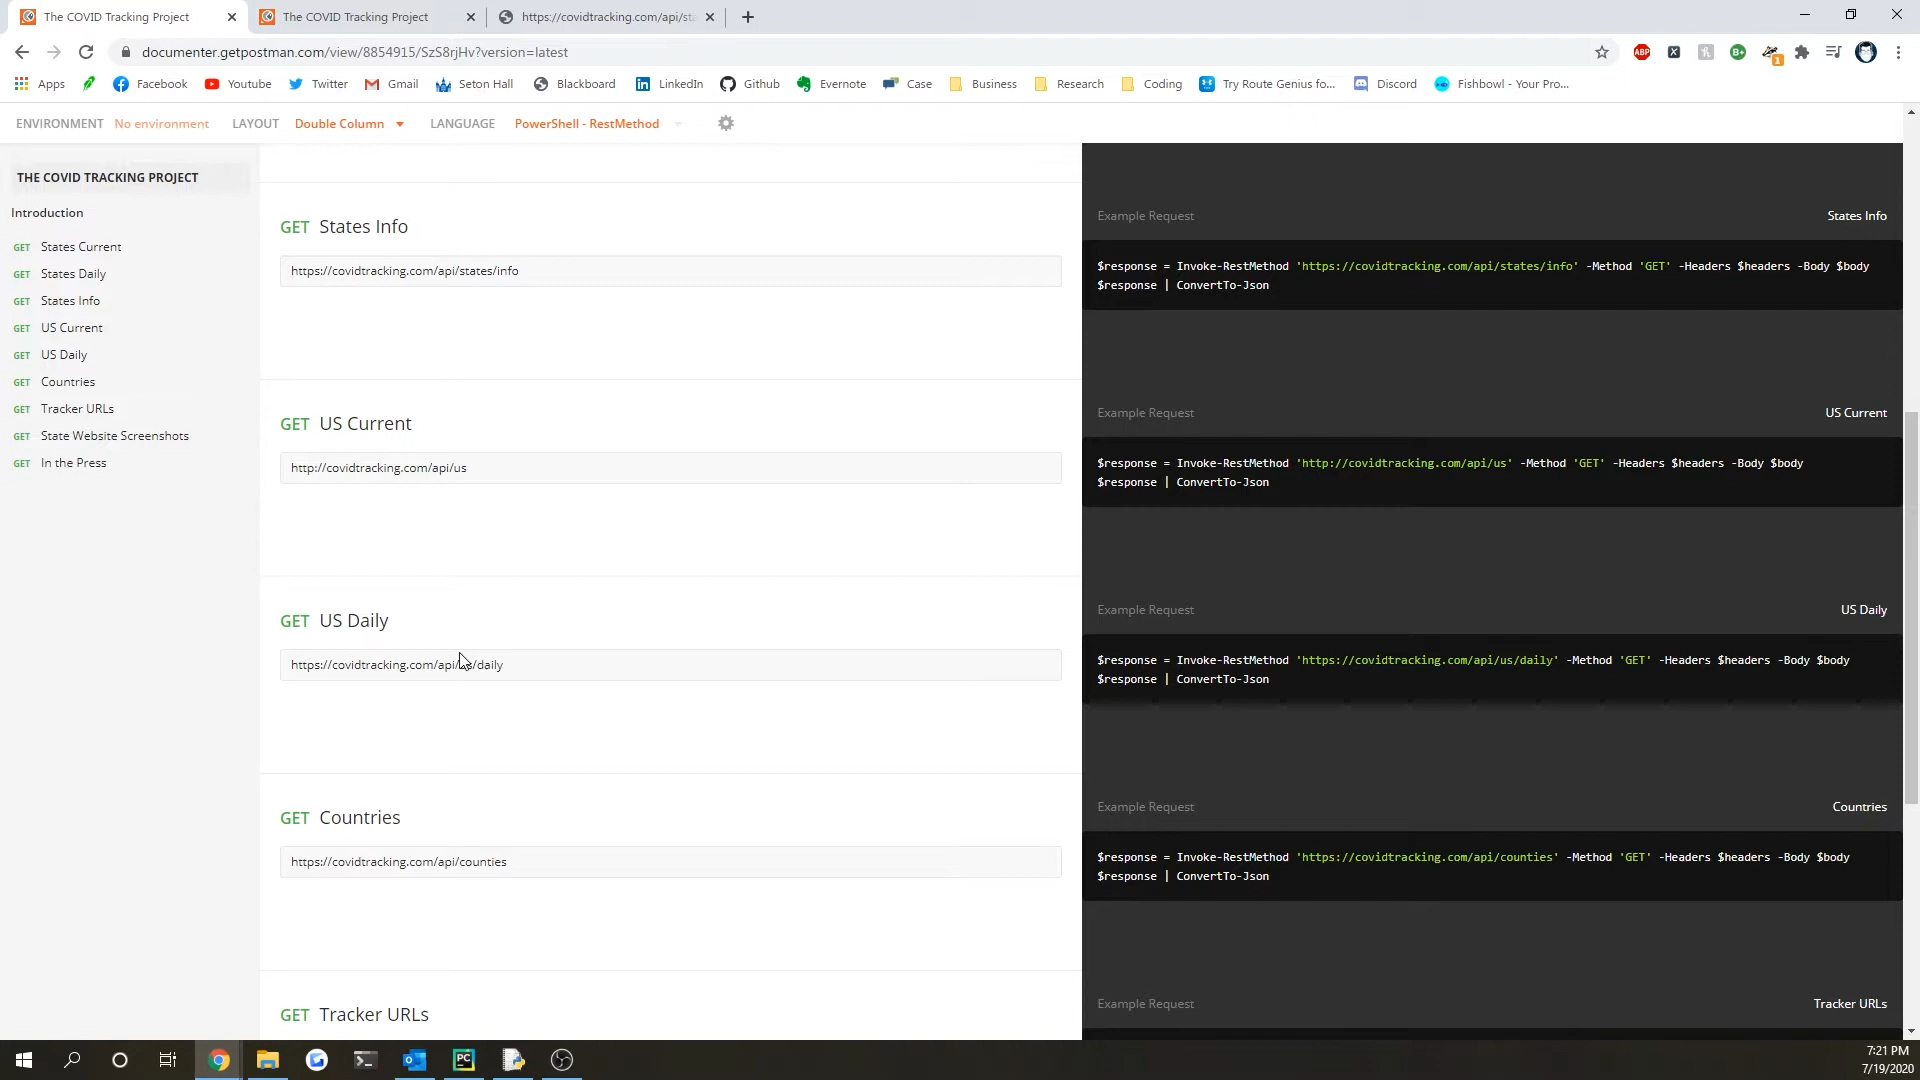 The COVID Tracking Project
The COVID Tracking Project
https://covidtracking.com/api/sta
documenter.getpostman.com/view/8854915/SzS8rjHv?version=latest
ABP
1
Apps
Facebook
Youtube
Twitter
Gmail
Seton Hall
Blackboard
LinkedIn
Github
Evernote
Case
Business
Research
Coding
Try Route Genius fo...
Discord
Fishbowl - Your Pro...
ENVIRONMENT No environment LAYOUT Double Column LANGUAGE PowerShell - RestMethod
THE COVID TRACKING PROJECT
Introduction
GET States Current
GET States Daily
GET States Info
GET US Current
GET US Daily
GET Countries
GET Tracker URLs
GET State Website Screenshots
GET In the Press
GET States Info
https://covidtracking.com/api/states/info
GET US Current
http://covidtracking.com/api/us
GET US Daily
https://covidtracking.com/api/us/daily
GET Countries
https://covidtracking.com/api/counties
GET Tracker URLs
Example Request States Info
$response = Invoke-RestMethod 'https://covidtracking.com/api/states/info' -Method 'GET' -Headers $headers -Body $body
$response | ConvertTo-Json
Example Request US Current
$response = Invoke-RestMethod 'http://covidtracking.com/api/us' -Method 'GET' -Headers $headers -Body $body
$response | ConvertTo-Json
Example Request US Daily
$response = Invoke-RestMethod 'https://covidtracking.com/api/us/daily' -Method 'GET' -Headers $headers -Body $body
$response | ConvertTo-Json
Example Request Countries
$response = Invoke-RestMethod 'https://covidtracking.com/api/counties' -Method 'GET' -Headers $headers -Body $body
$response | ConvertTo-Json
Example Request Tracker URLs
PC
7:21 PM
7/19/2020